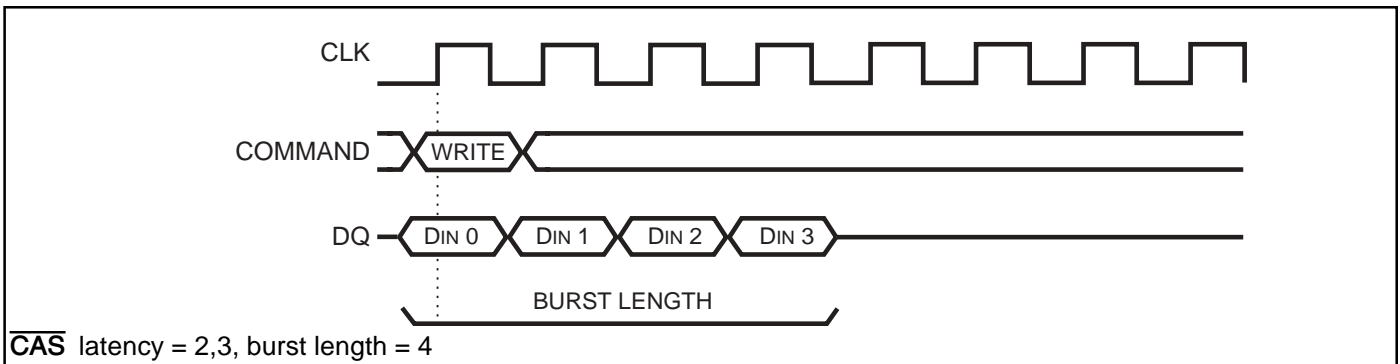 CLK
COMMAND WRITE
DQ DIN 0 DIN 1 DIN 2 DIN 3
BURST LENGTH
CAS latency = 2,3, burst length = 4